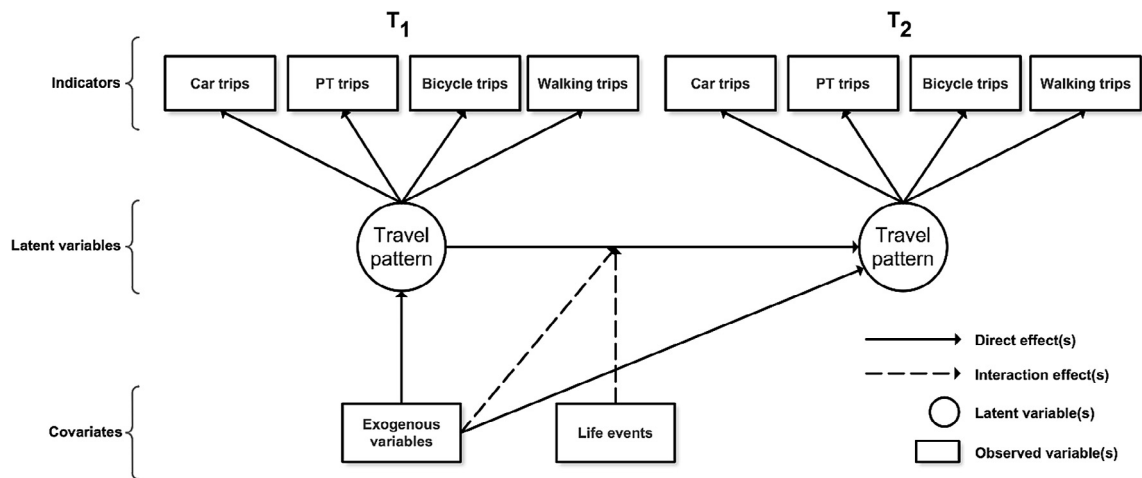 T1 T2
Indicators
Car trips PT trips Bicycle trips Walking trips Car trips PT trips Bicycle trips Walking trips
Latent variables
Travel
pattern
Travel
pattern
Direct effect(s)
Interaction effect(s)
Latent variable(s)
Observed variable(s)
Covariates
Exogenous
variables
Life events